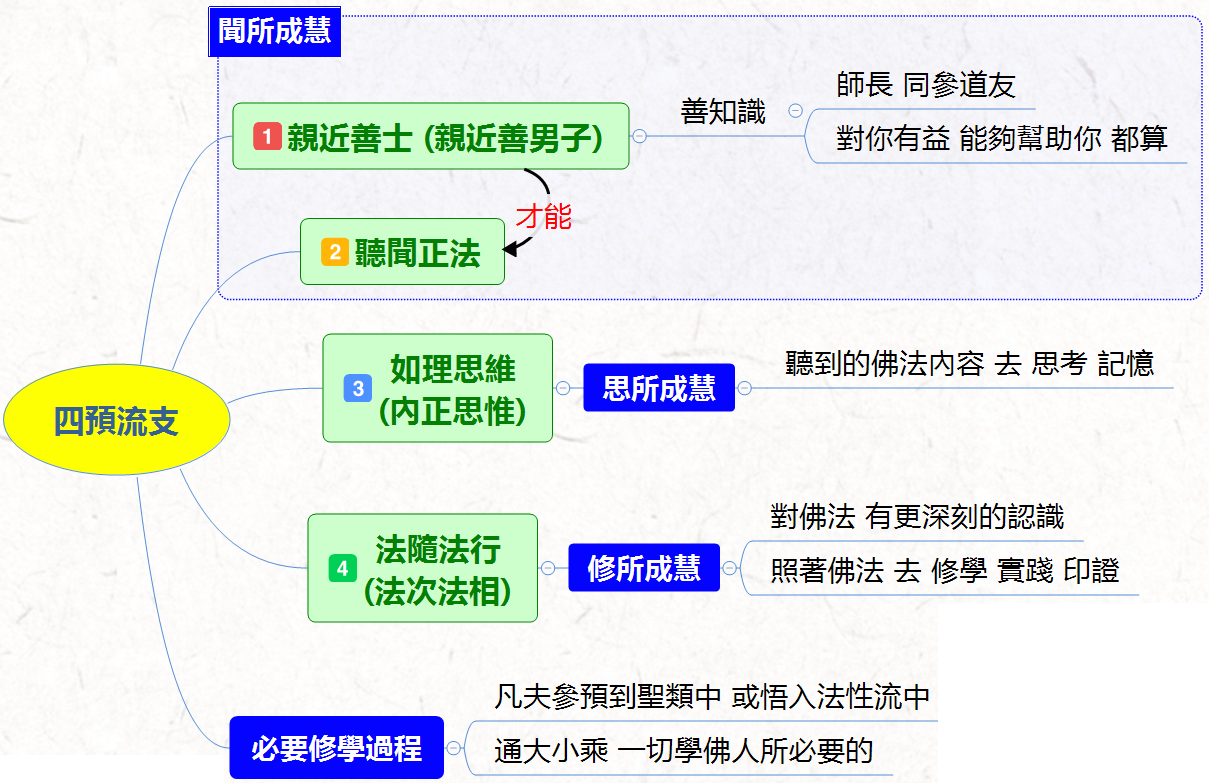 聞所成慧
1 親近善士 (親近善男子)
善知識
師長 同參道友
對你有益 能夠幫助你 都算
才能
2 聽聞正法
四預流支
3 如理思維
(內正思惟)
思所成慧
聽到的佛法內容 去 思考 記憶
4 法隨法行
(法次法相)
修所成慧
對佛法 有更深刻的認識
照著佛法 去 修學 實踐 印證
必要修學過程
凡夫參預到聖類中 或悟入法性流中
通大小乘 一切學佛人所必要的